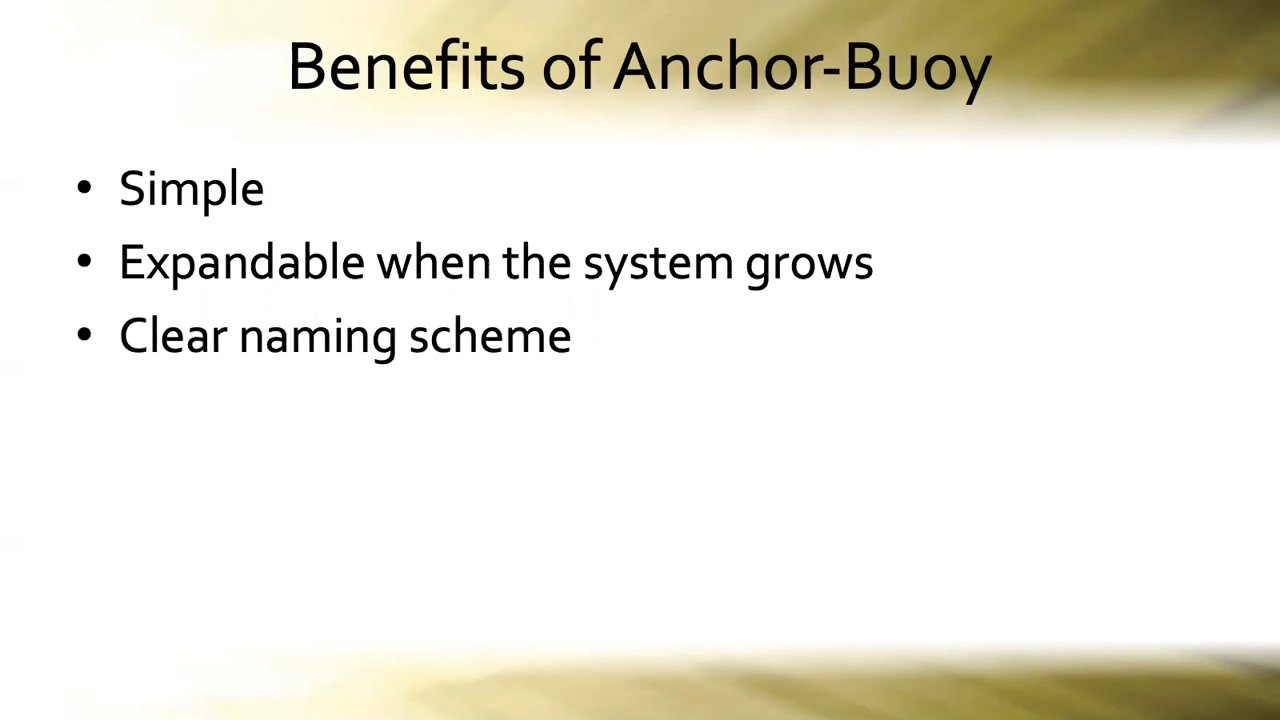 Benefits of Anchor-Buoy
• Simple
• Expandable when the system grows
• Clear naming scheme